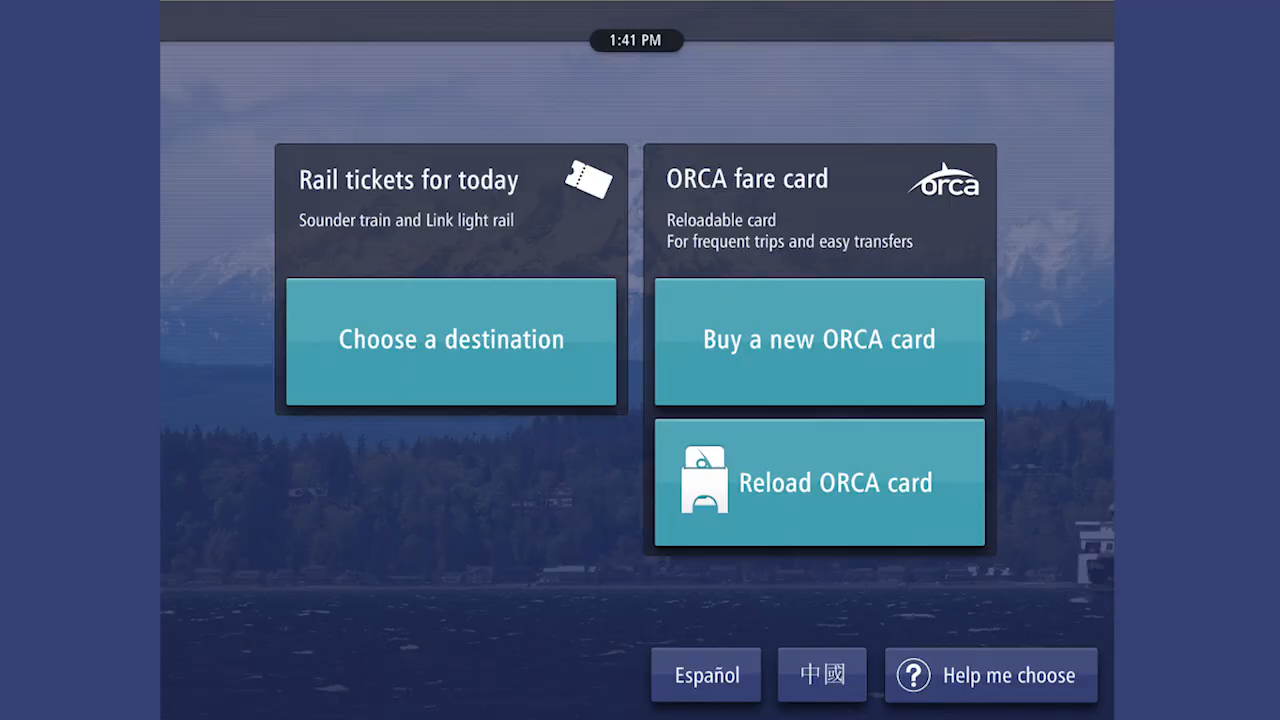 1:41 PM
Rail tickets for today
Sounder train and Link light rail
Choose a destination
ORCA fare card
orca
Reloadable card
For frequent trips and easy transfers
Buy a new ORCA card
Reload ORCA card
Español
中國
? Help me choose